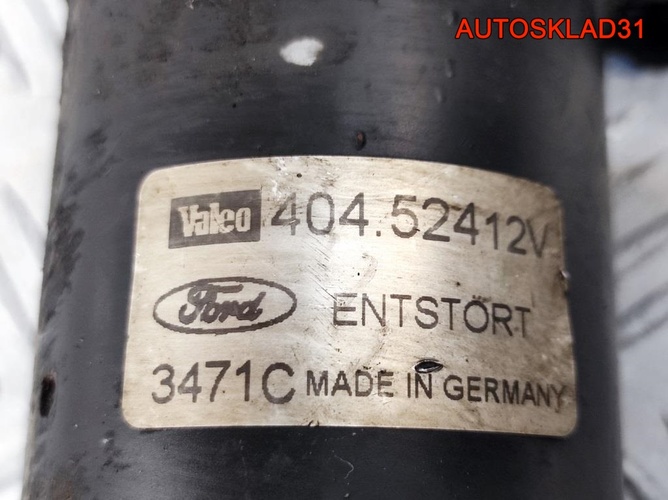 AUTOSKLAD31
Valeo 404.524 12V
Ford ENTSTÖRT
3471C MADE IN GERMANY